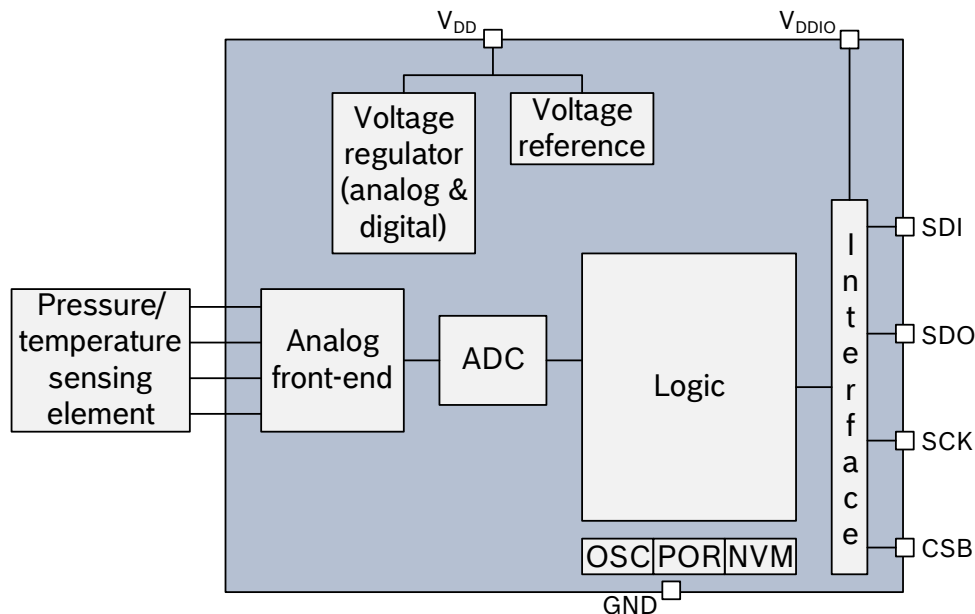 VDD
VDDIO
Voltage
regulator
(analog &
digital)
Voltage
reference
Pressure/
temperature
sensing
element
Analog
front-end
ADC
Logic
Interface
SDI
SDO
SCK
CSB
OSC POR NVM
GND